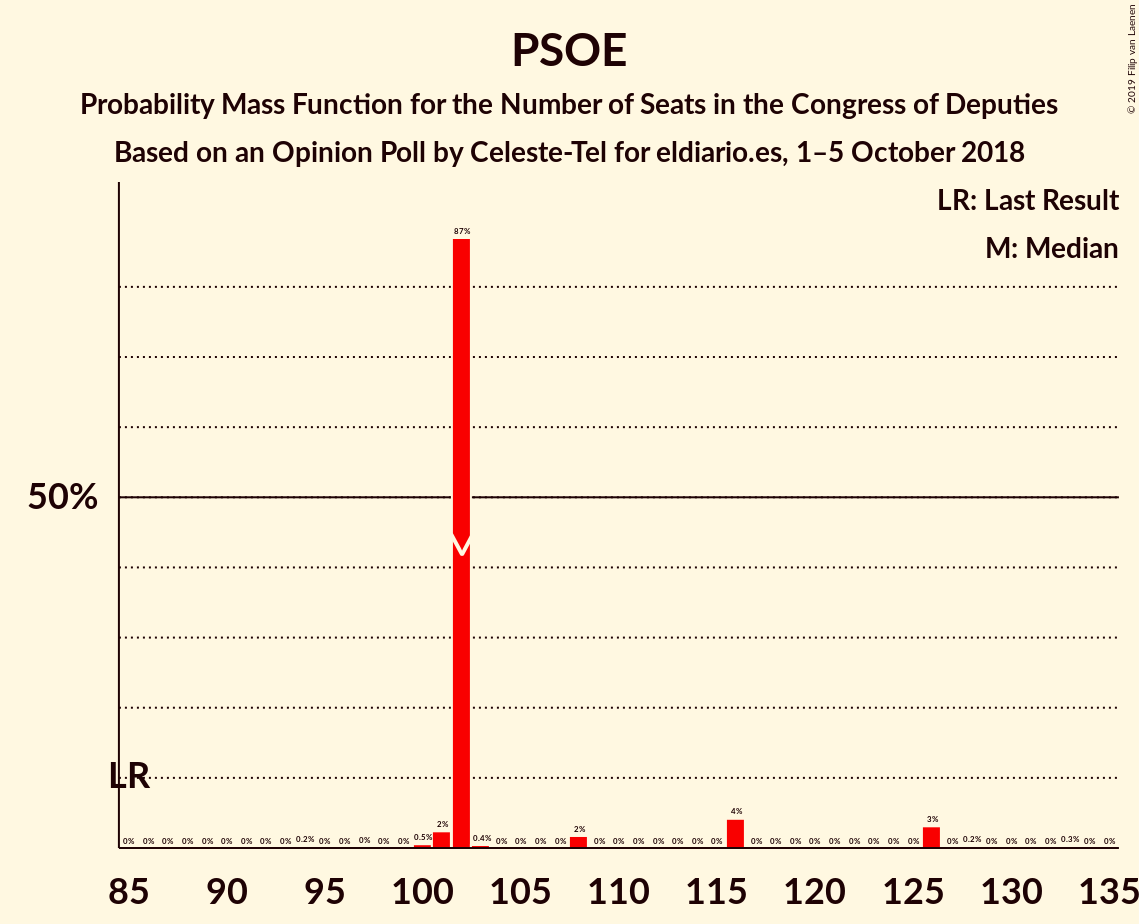 PSOE
Probability Mass Function for the Number of Seats in the Congress of Deputies
Based on an Opinion Poll by Celeste-Tel for eldiario.es, 1–5 October 2018
© 2019 Filip van Laenen
LR: Last Result
M: Median
87%
50%
LR
0% 0% 0% 0% 0% 0% 0% 0% 0% 0.2% 0% 0% 0% 0% 0% 0.5% 2% 0.4% 0% 0% 0% 0% 2% 0% 0% 0% 0% 0% 0% 0% 4% 0% 0% 0% 0% 0% 0% 0% 0% 0% 3% 0% 0.2% 0% 0% 0% 0% 0.3% 0% 0%
85 90 95 100 105 110 115 120 125 130 135